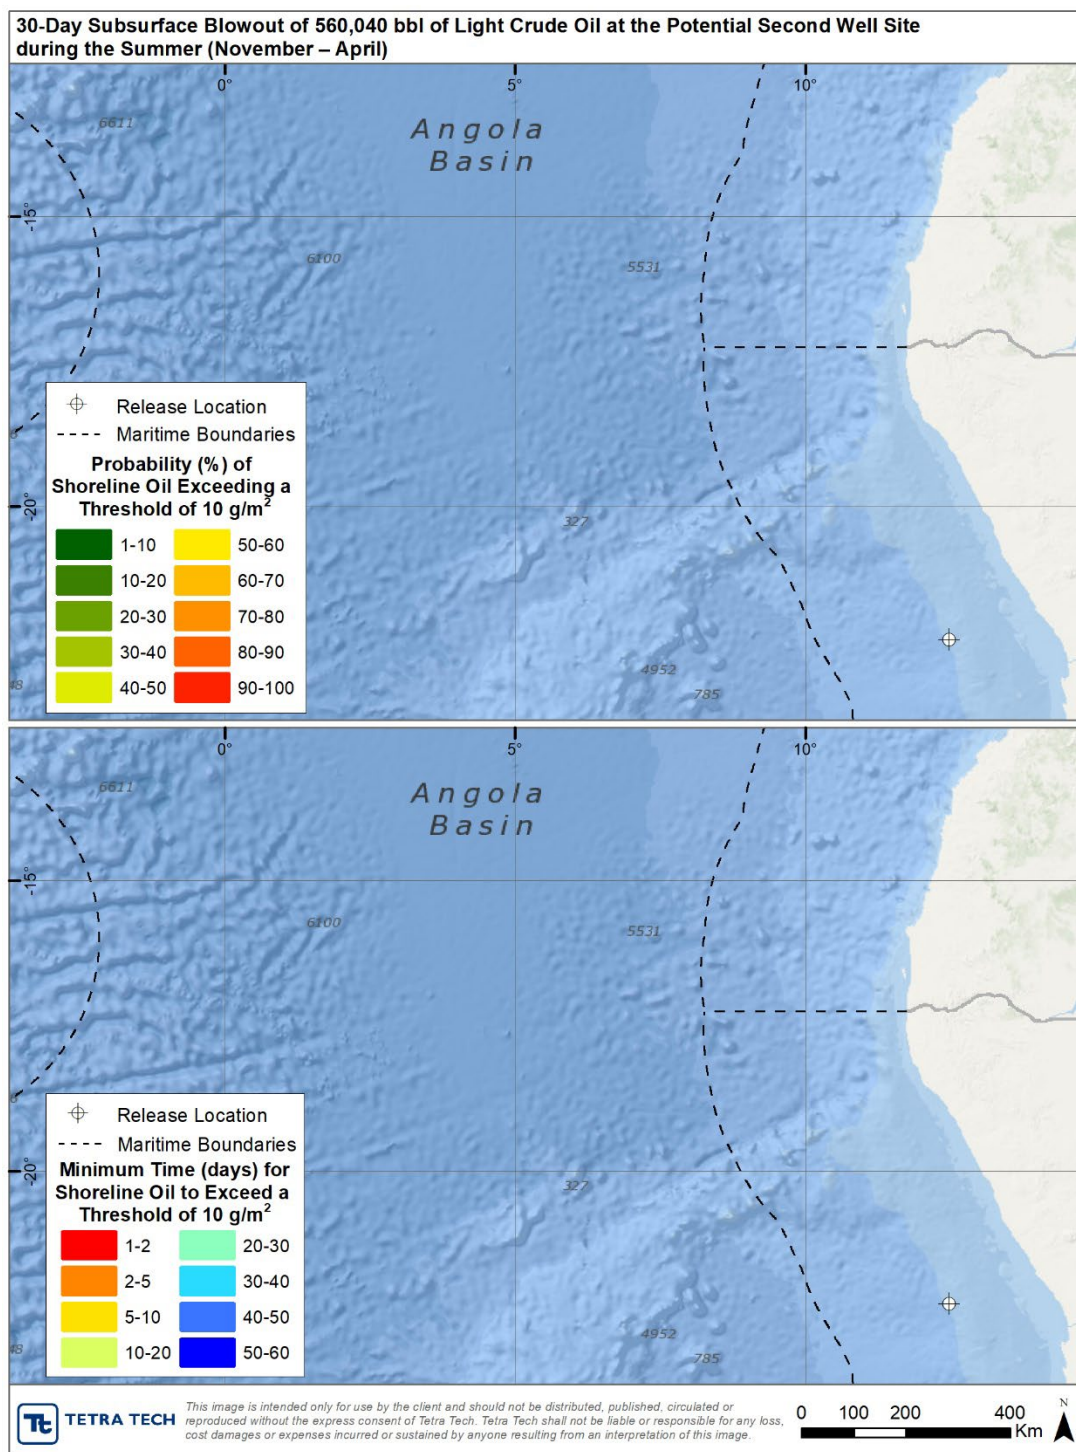 30-Day Subsurface Blowout of 560,040 bbl of Light Crude Oil at the Potential Second Well Site
during the Summer (November – April)
0°
5°
10°
6611
Angola
Basin
-15°
6100
5531
Release Location
Maritime Boundaries
Probability (%) of
Shoreline Oil Exceeding a
Threshold of 10 g/m²
1-10
50-60
10-20
60-70
20-30
70-80
30-40
80-90
40-50
90-100
-20°
327
4952
785
48
0°
5°
10°
6611
Angola
Basin
-15°
6100
5531
Release Location
Maritime Boundaries
Minimum Time (days) for
Shoreline Oil to Exceed a
Threshold of 10 g/m²
1-2
20-30
2-5
30-40
5-10
40-50
10-20
50-60
-20°
327
4952
785
48
Tt TETRA TECH
This image is intended only for use by the client and should not be distributed, published, circulated or
reproduced without the express consent of Tetra Tech. Tetra Tech shall not be liable or responsible for any loss,
cost damages or expenses incurred or sustained by anyone resulting from an interpretation of this image.
0 100 200 400
Km
N